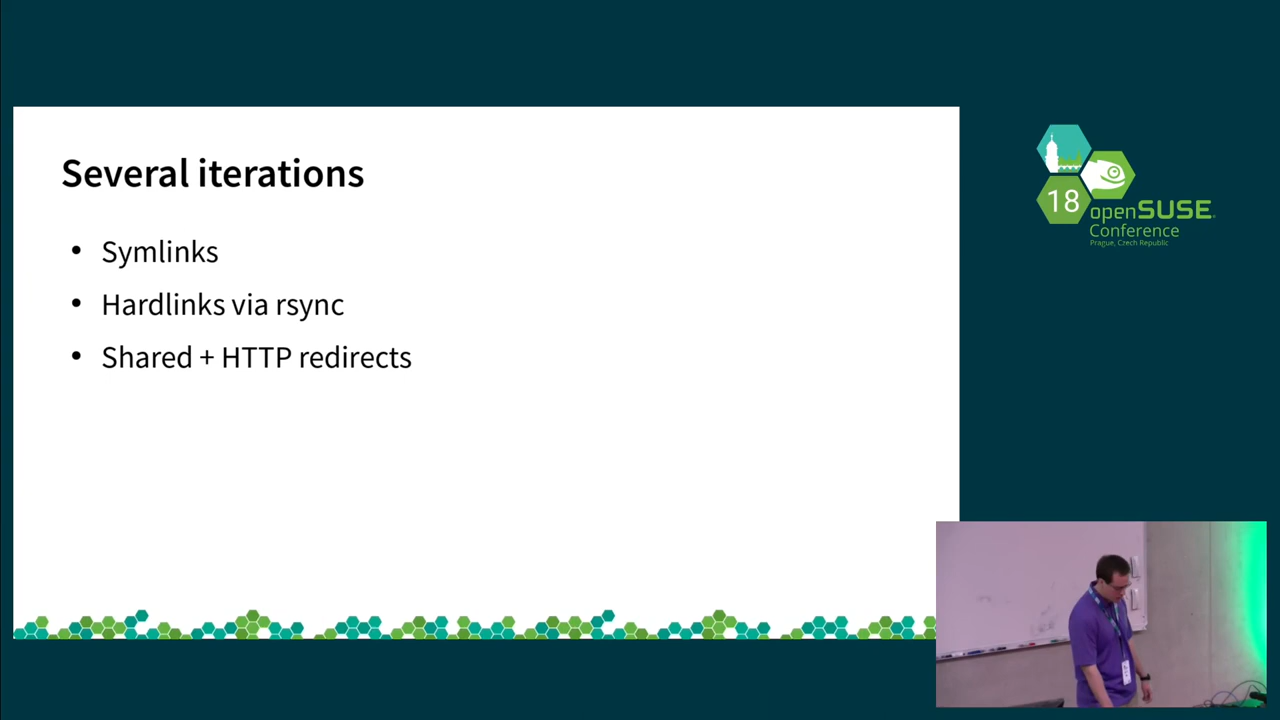 Several iterations
• Symlinks
• Hardlinks via rsync
• Shared + HTTP redirects
18
openSUSE
Conference
Prague, Czech Republic